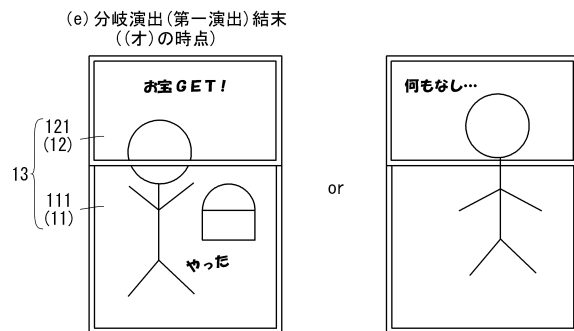 (e) 分岐演出(第一演出)結末
((オ)の時点)
お宝GET!
何もなし…
121
(12)
13
111
(11)
or
やった